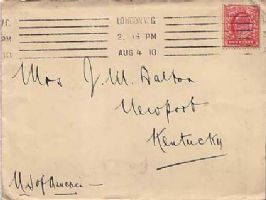 LONDON. W.C
2. 15 PM
AUG 4 10
Mrs J. M. Dalton
Newport
Kentucky
U.S of America